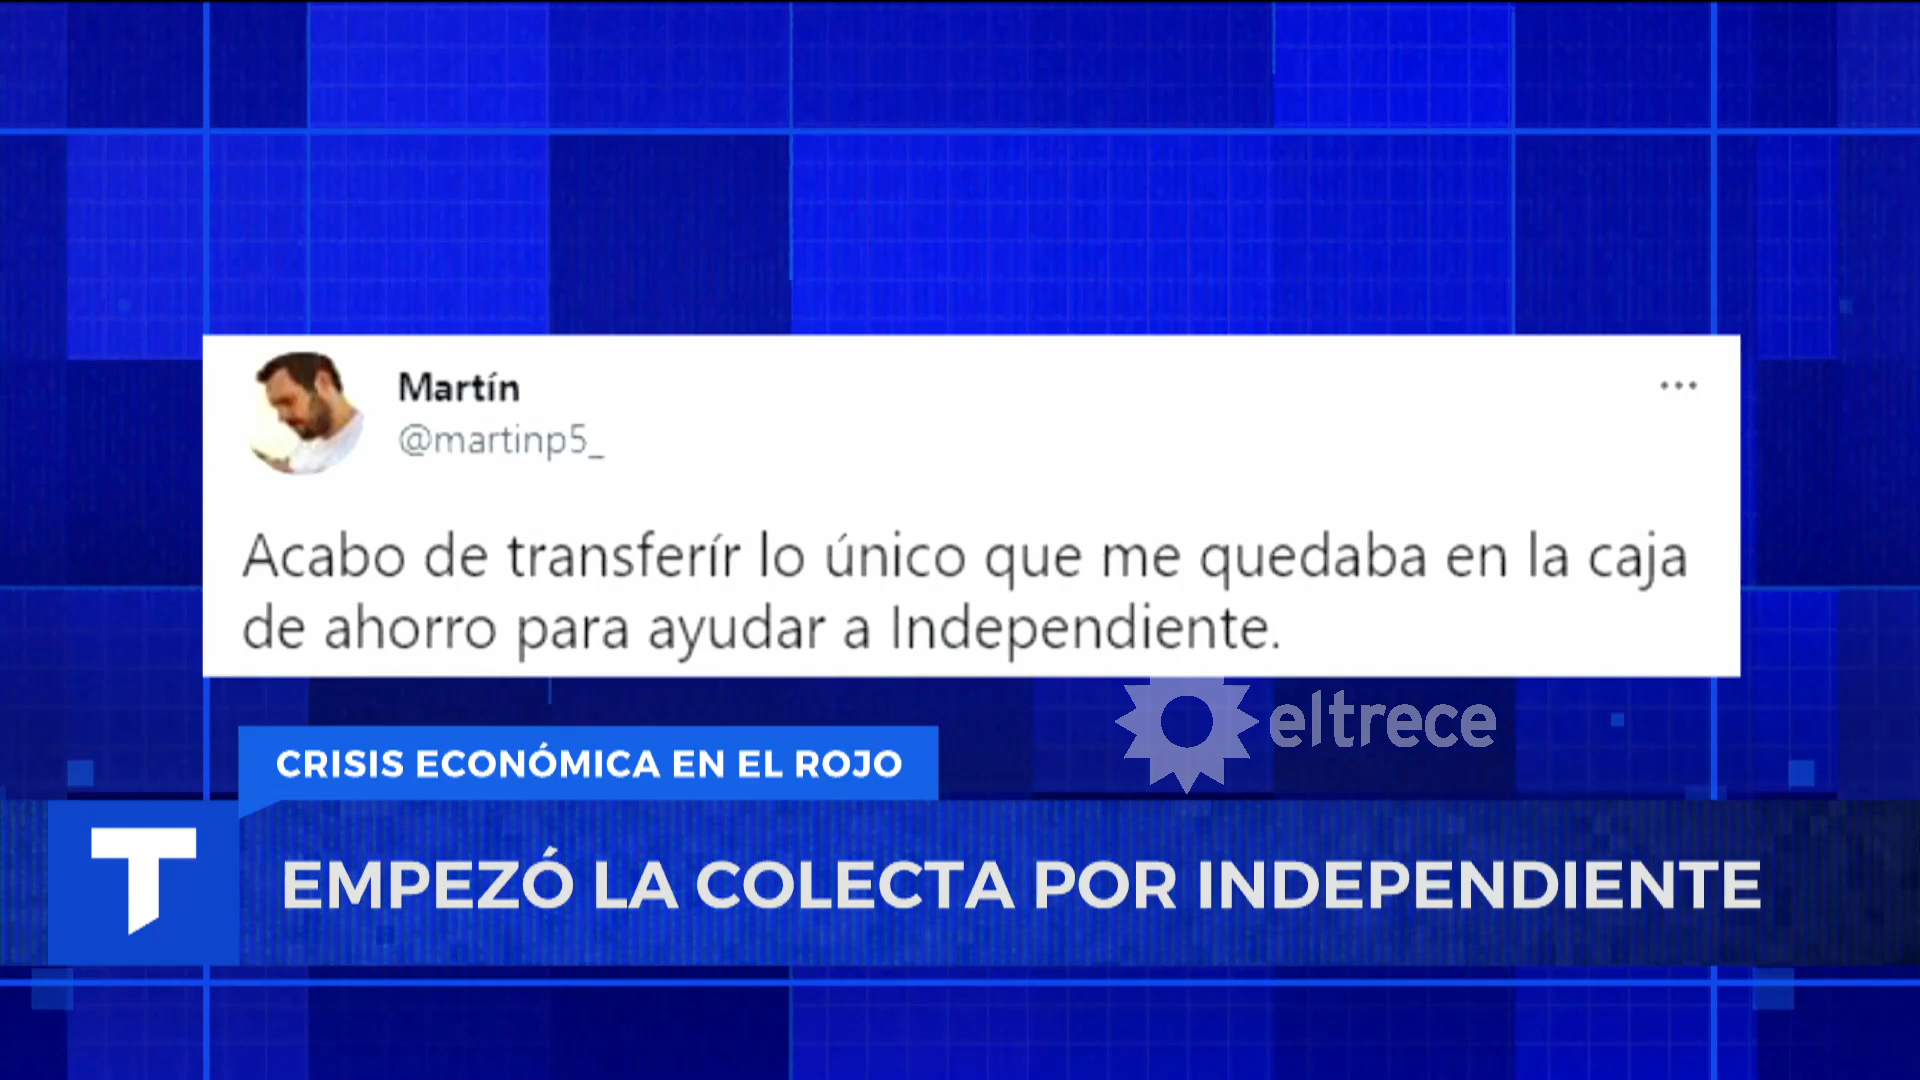 Martín
@martinp5_
Acabo de transferír lo único que me quedaba en la caja
de ahorro para ayudar a Independiente.
eltrece
CRISIS ECONÓMICA EN EL ROJO
T
EMPEZÓ LA COLECTA POR INDEPENDIENTE